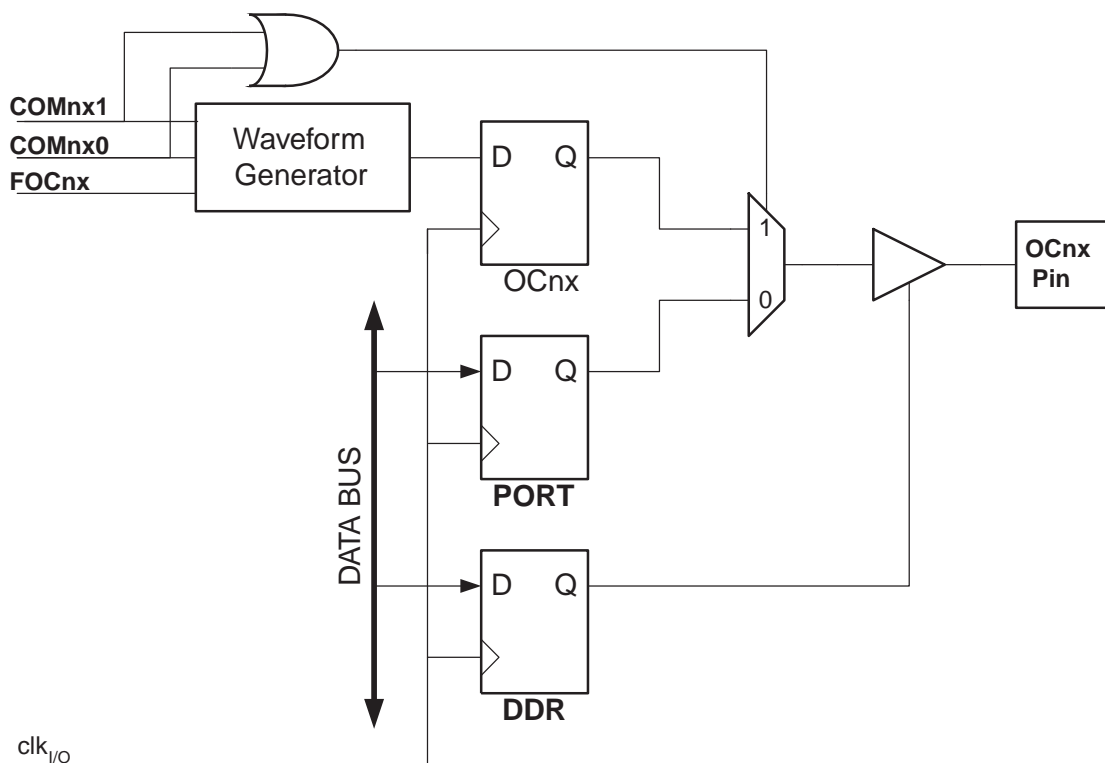 COMnx1
COMnx0
FOCnx
Waveform
Generator
D Q
OCnx
1
0
OCnx
Pin
D Q
PORT
DATA BUS
D Q
DDR
clkI/O